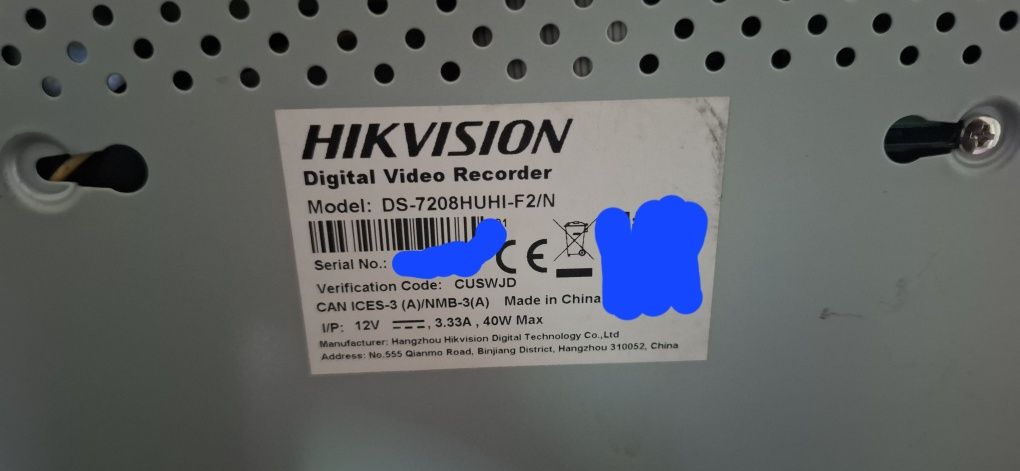 HIKVISION
Digital Video Recorder
Model: DS-7208HUHI-F2/N
Serial No.:
CE
Verification Code: CUSWJD
CAN ICES-3 (A)/NMB-3(A) Made in China
I/P: 12V , 3.33A , 40W Max
Manufacturer: Hangzhou Hikvision Digital Technology Co.,Ltd
Address: No.555 Qianmo Road, Binjiang District, Hangzhou 310052, China